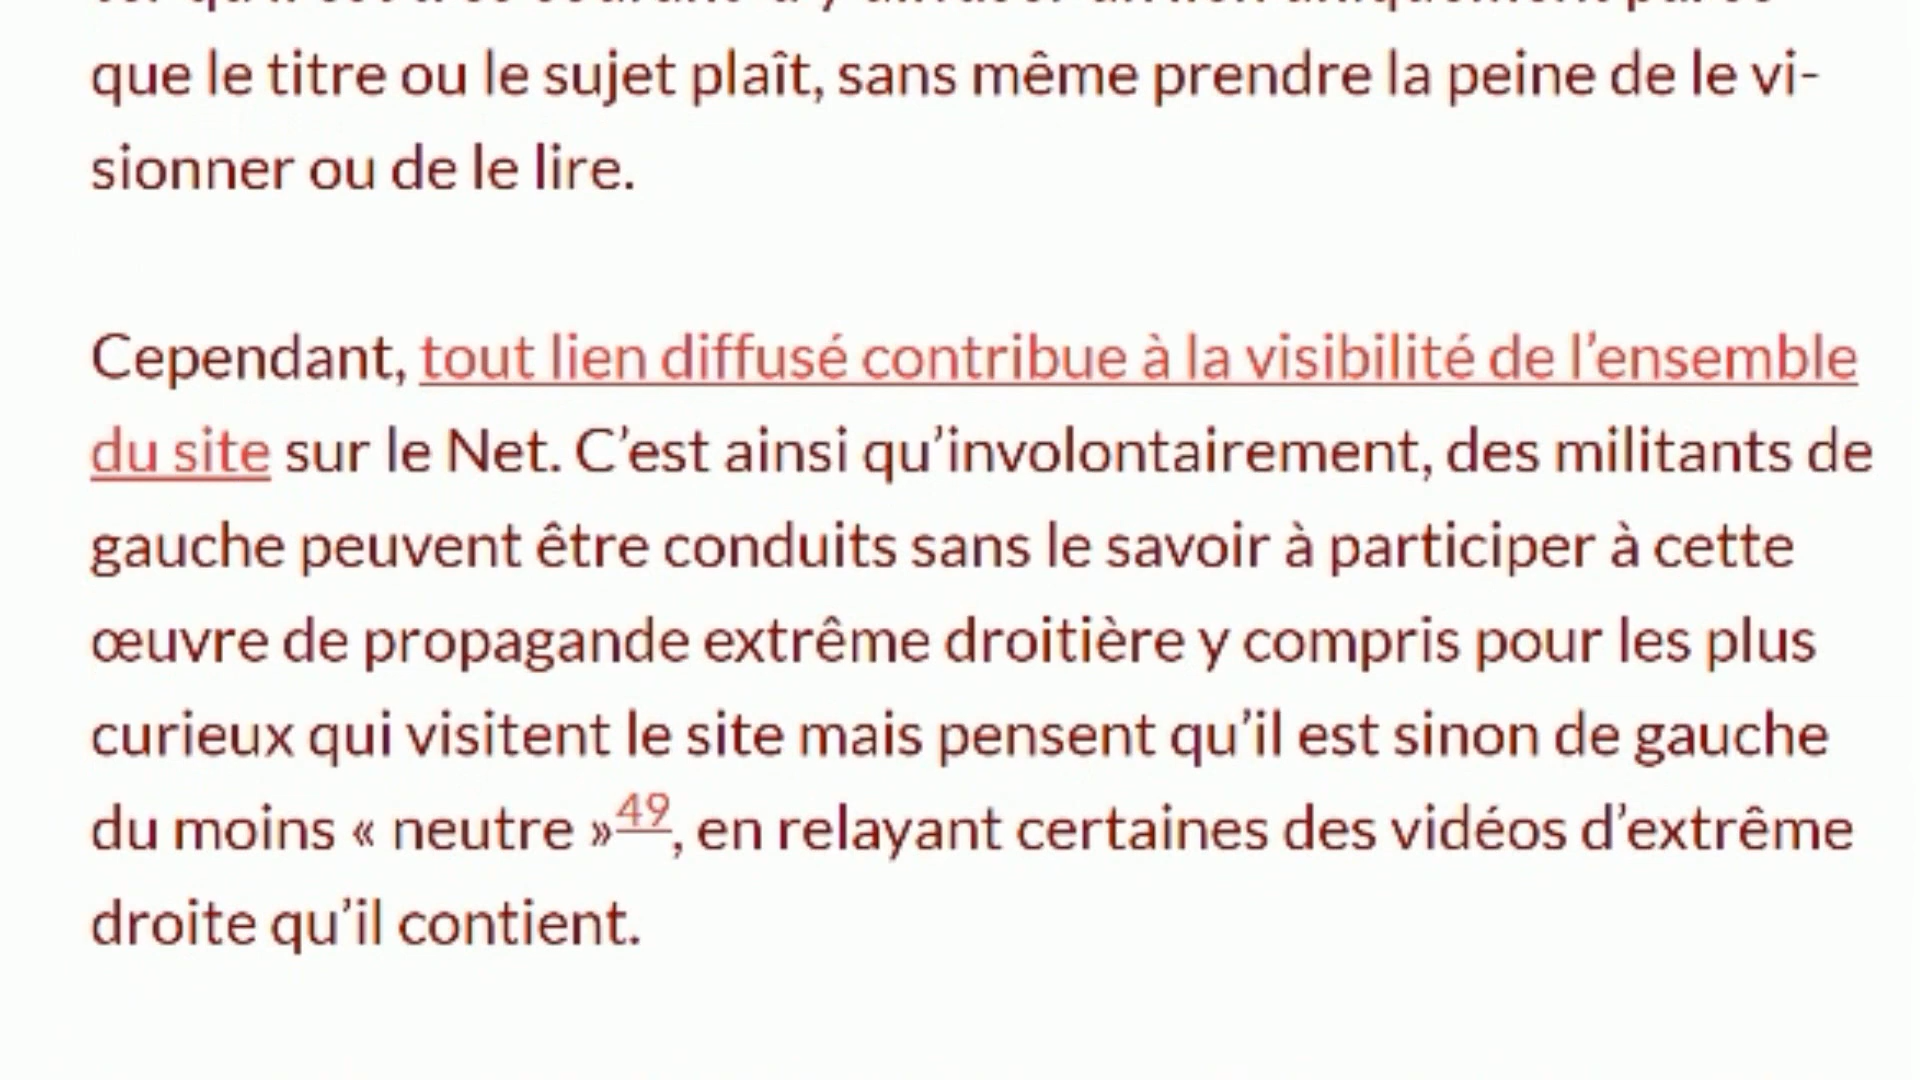 que le titre ou le sujet plaît, sans même prendre la peine de le vi-
sionner ou de le lire.
Cependant, tout lien diffusé contribue à la visibilité de l’ensemble
du site sur le Net. C’est ainsi qu’involontairement, des militants de
gauche peuvent être conduits sans le savoir à participer à cette
œuvre de propagande extrême droitière y compris pour les plus
curieux qui visitent le site mais pensent qu’il est sinon de gauche
du moins « neutre »49, en relayant certaines des vidéos d’extrême
droite qu’il contient.